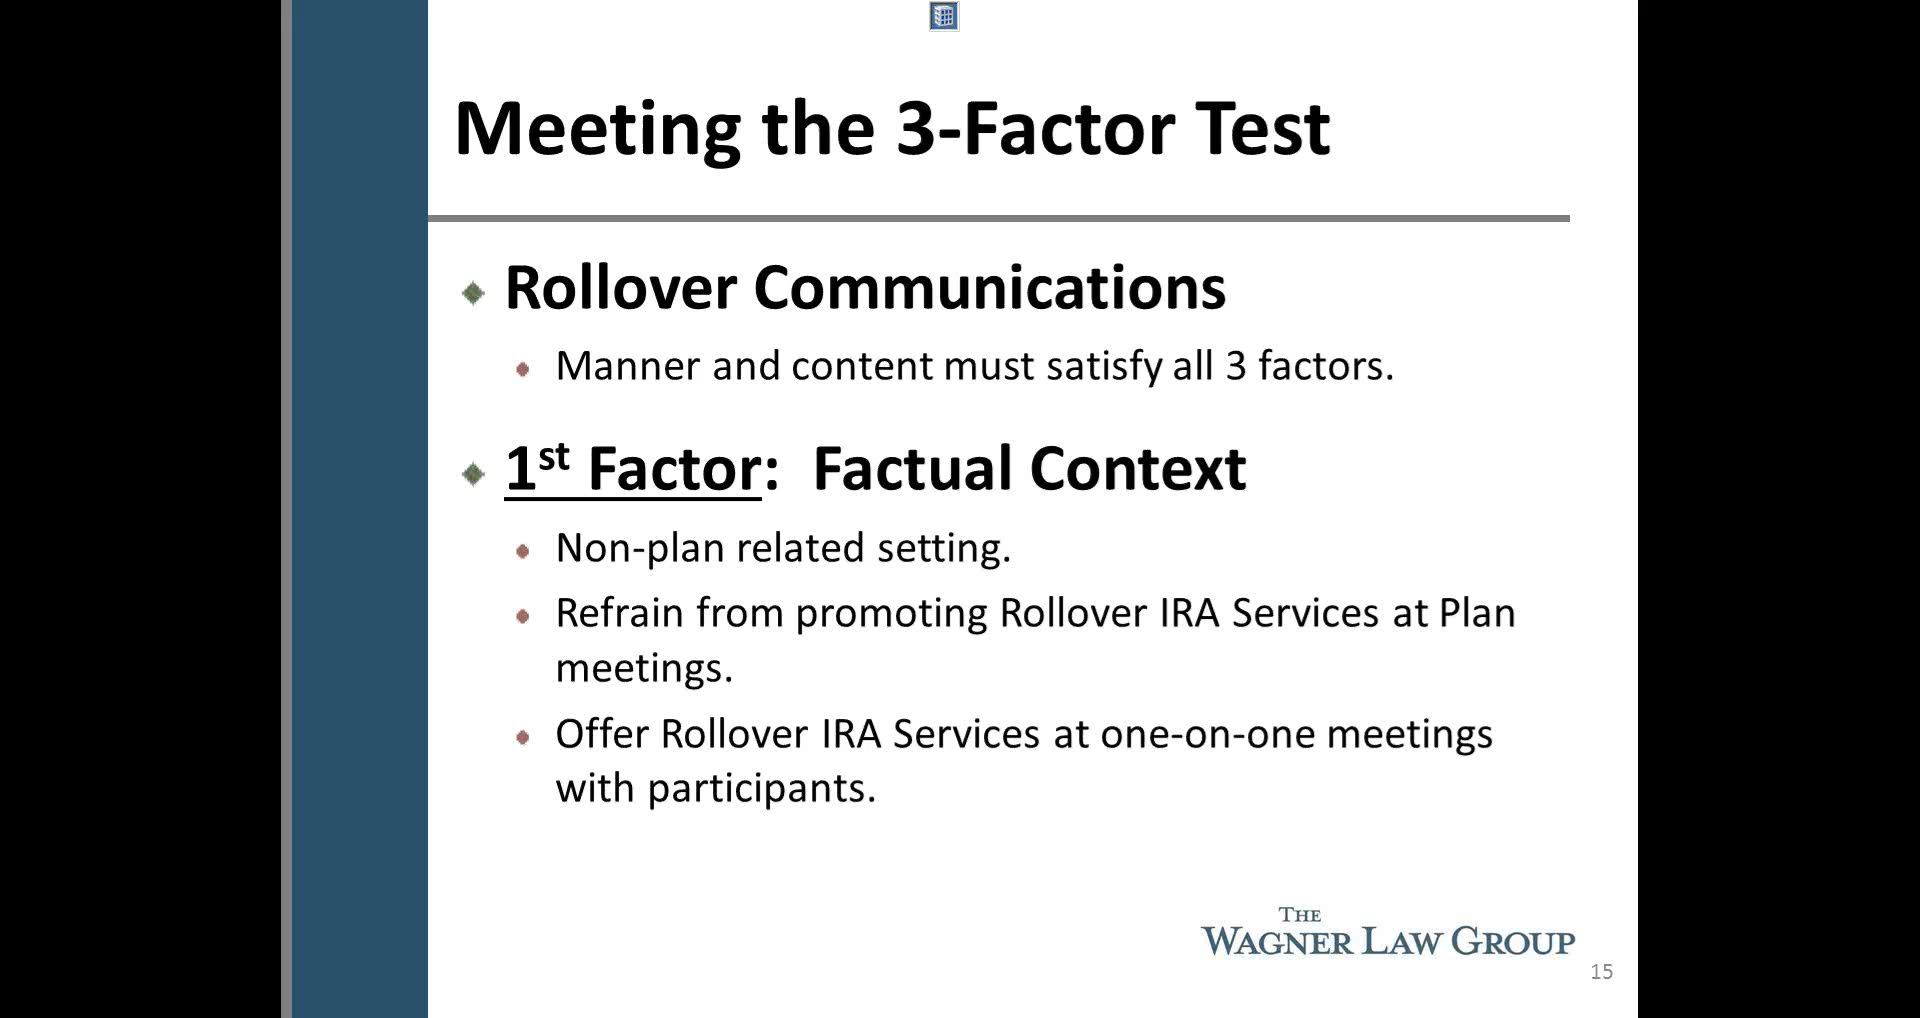 Meeting the 3-Factor Test
Rollover Communications
Manner and content must satisfy all 3 factors.
1st Factor:  Factual Context
Non-plan related setting.
Refrain from promoting Rollover IRA Services at Plan
meetings.
Offer Rollover IRA Services at one-on-one meetings
with participants.
THE
WAGNER LAW GROUP
15